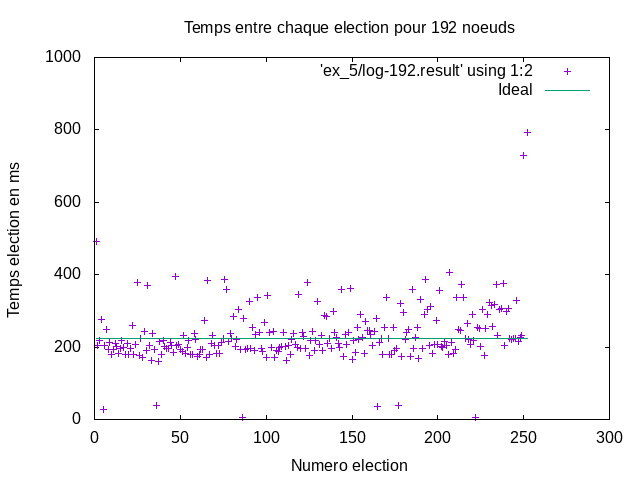 Temps entre chaque election pour 192 noeuds
'ex_5/log-192.result' using 1:2
Ideal
Temps election en ms
1000
800
600
400
200
0
0 50 100 150 200 250 300
Numero election